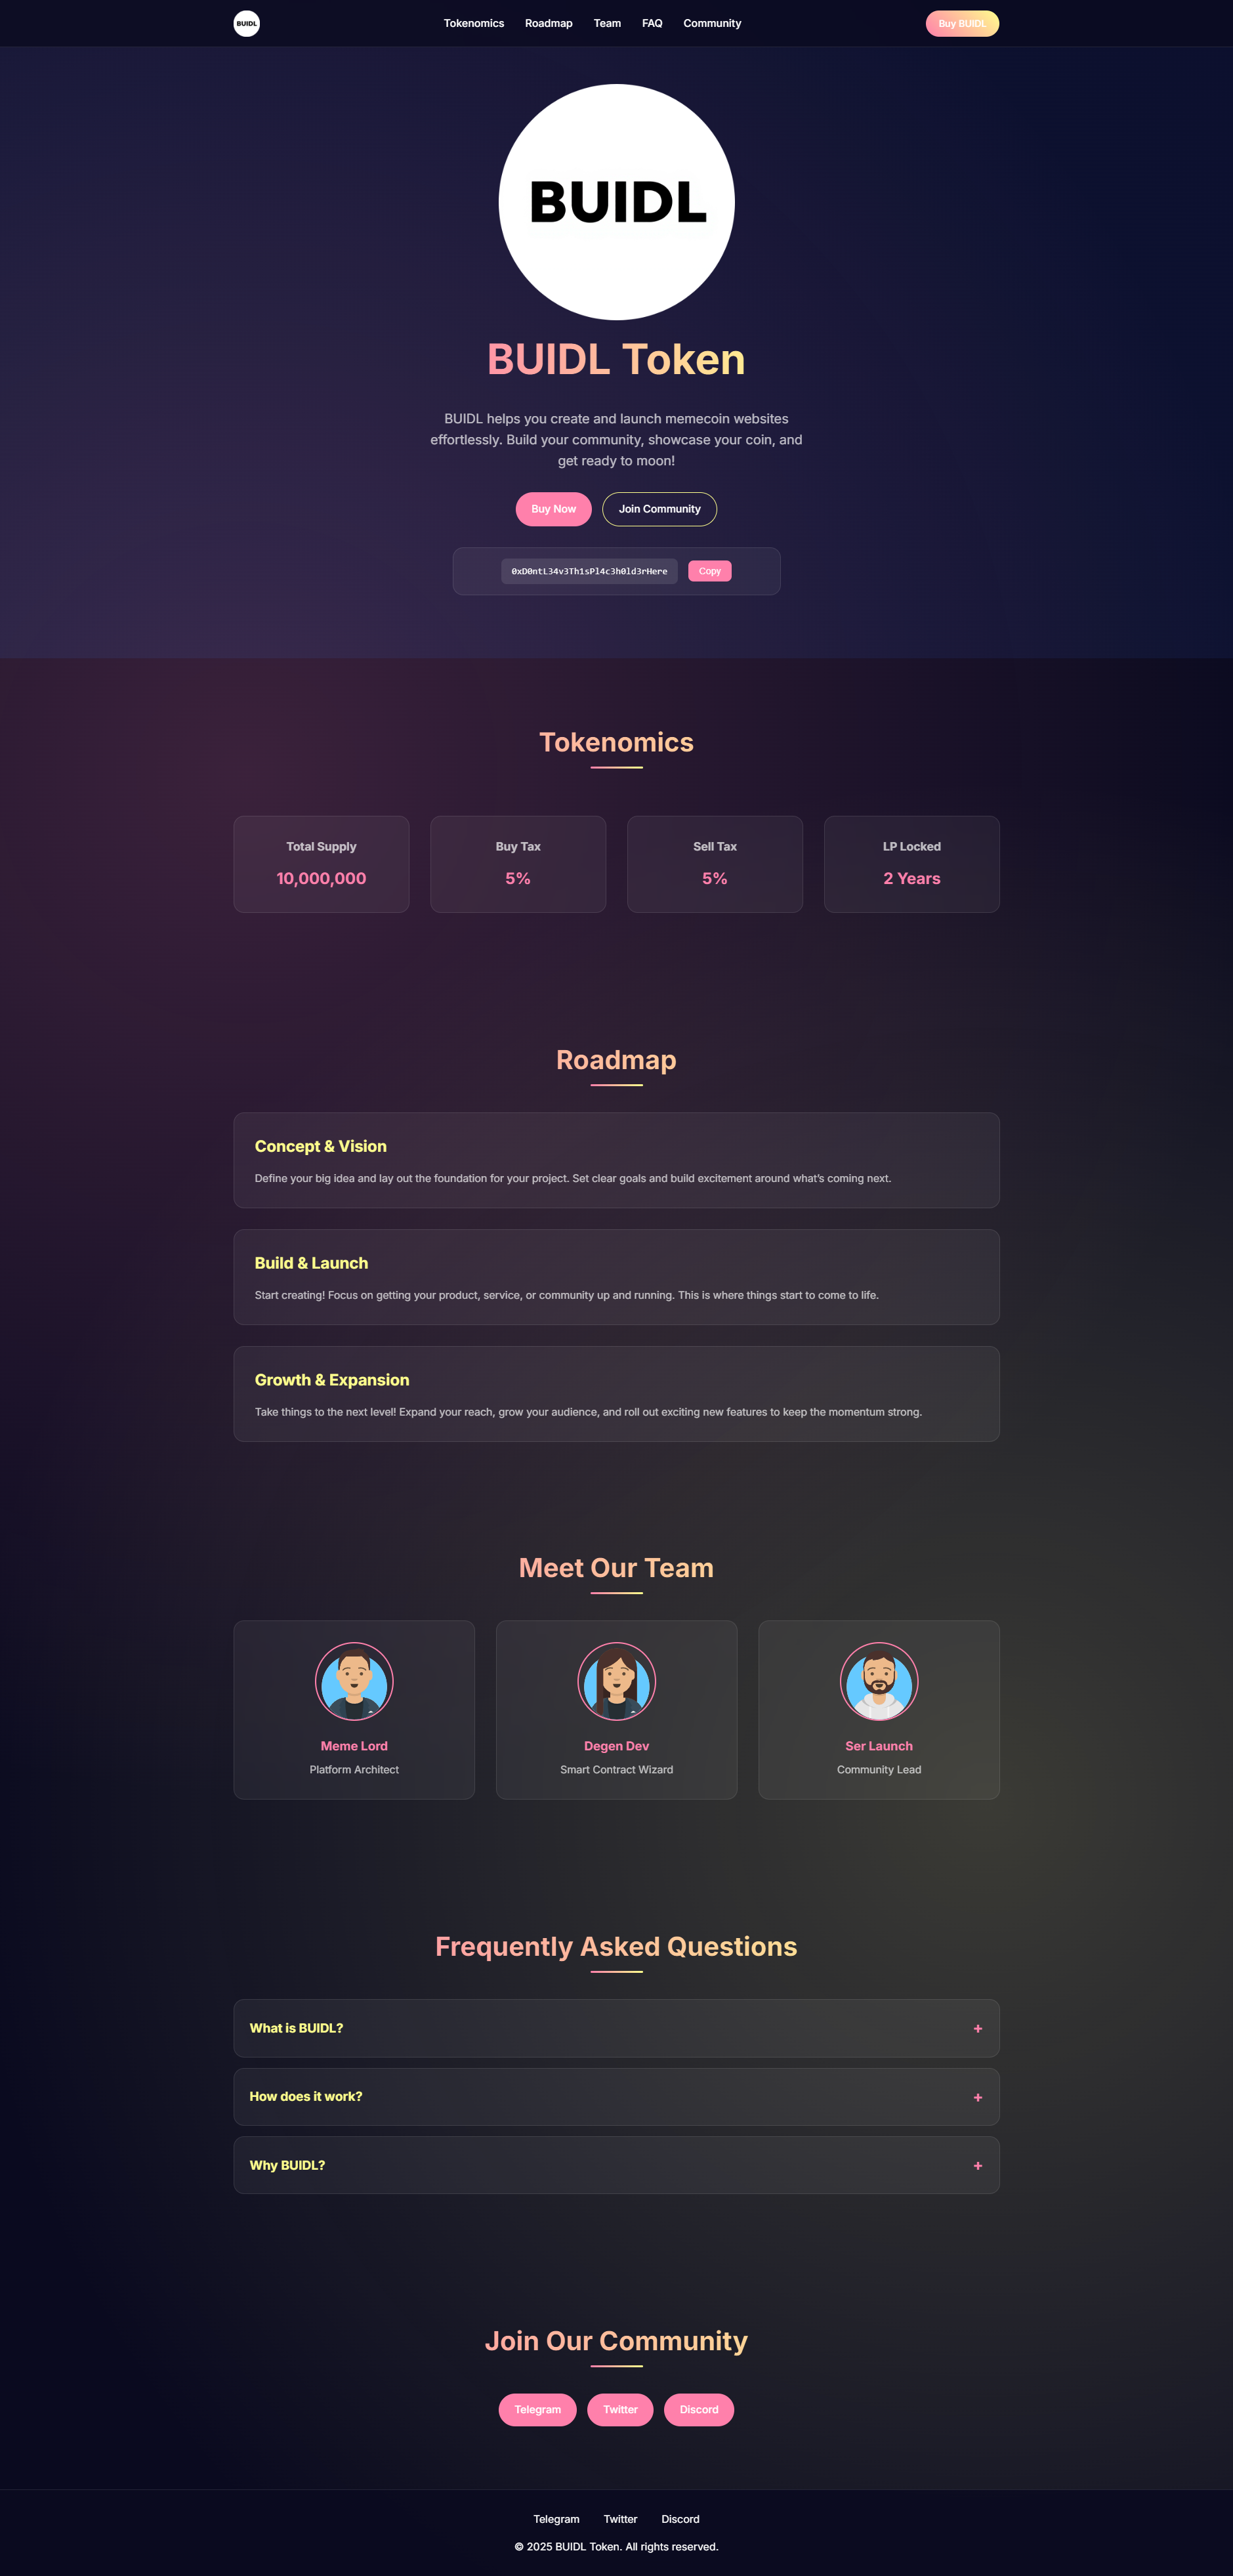 BUIDL
Tokenomics
Roadmap
Team
FAQ
Community
Buy BUIDL
BUIDL
BUIDL Token
BUIDL helps you create and launch memecoin websites
effortlessly. Build your community, showcase your coin, and
get ready to moon!
Buy Now
Join Community
0xD0ntL34v3Th1sPl4c3h0ld3rHere
Copy
Tokenomics
Total Supply
10,000,000
Buy Tax
5%
Sell Tax
5%
LP Locked
2 Years
Roadmap
Concept & Vision
Define your big idea and lay out the foundation for your project. Set clear goals and build excitement around what’s coming next.
Build & Launch
Start creating! Focus on getting your product, service, or community up and running. This is where things start to come to life.
Growth & Expansion
Take things to the next level! Expand your reach, grow your audience, and roll out exciting new features to keep the momentum strong.
Meet Our Team
Meme Lord
Platform Architect
Degen Dev
Smart Contract Wizard
Ser Launch
Community Lead
Frequently Asked Questions
What is BUIDL?
+
How does it work?
+
Why BUIDL?
+
Join Our Community
Telegram
Twitter
Discord
Telegram
Twitter
Discord
© 2025 BUIDL Token. All rights reserved.